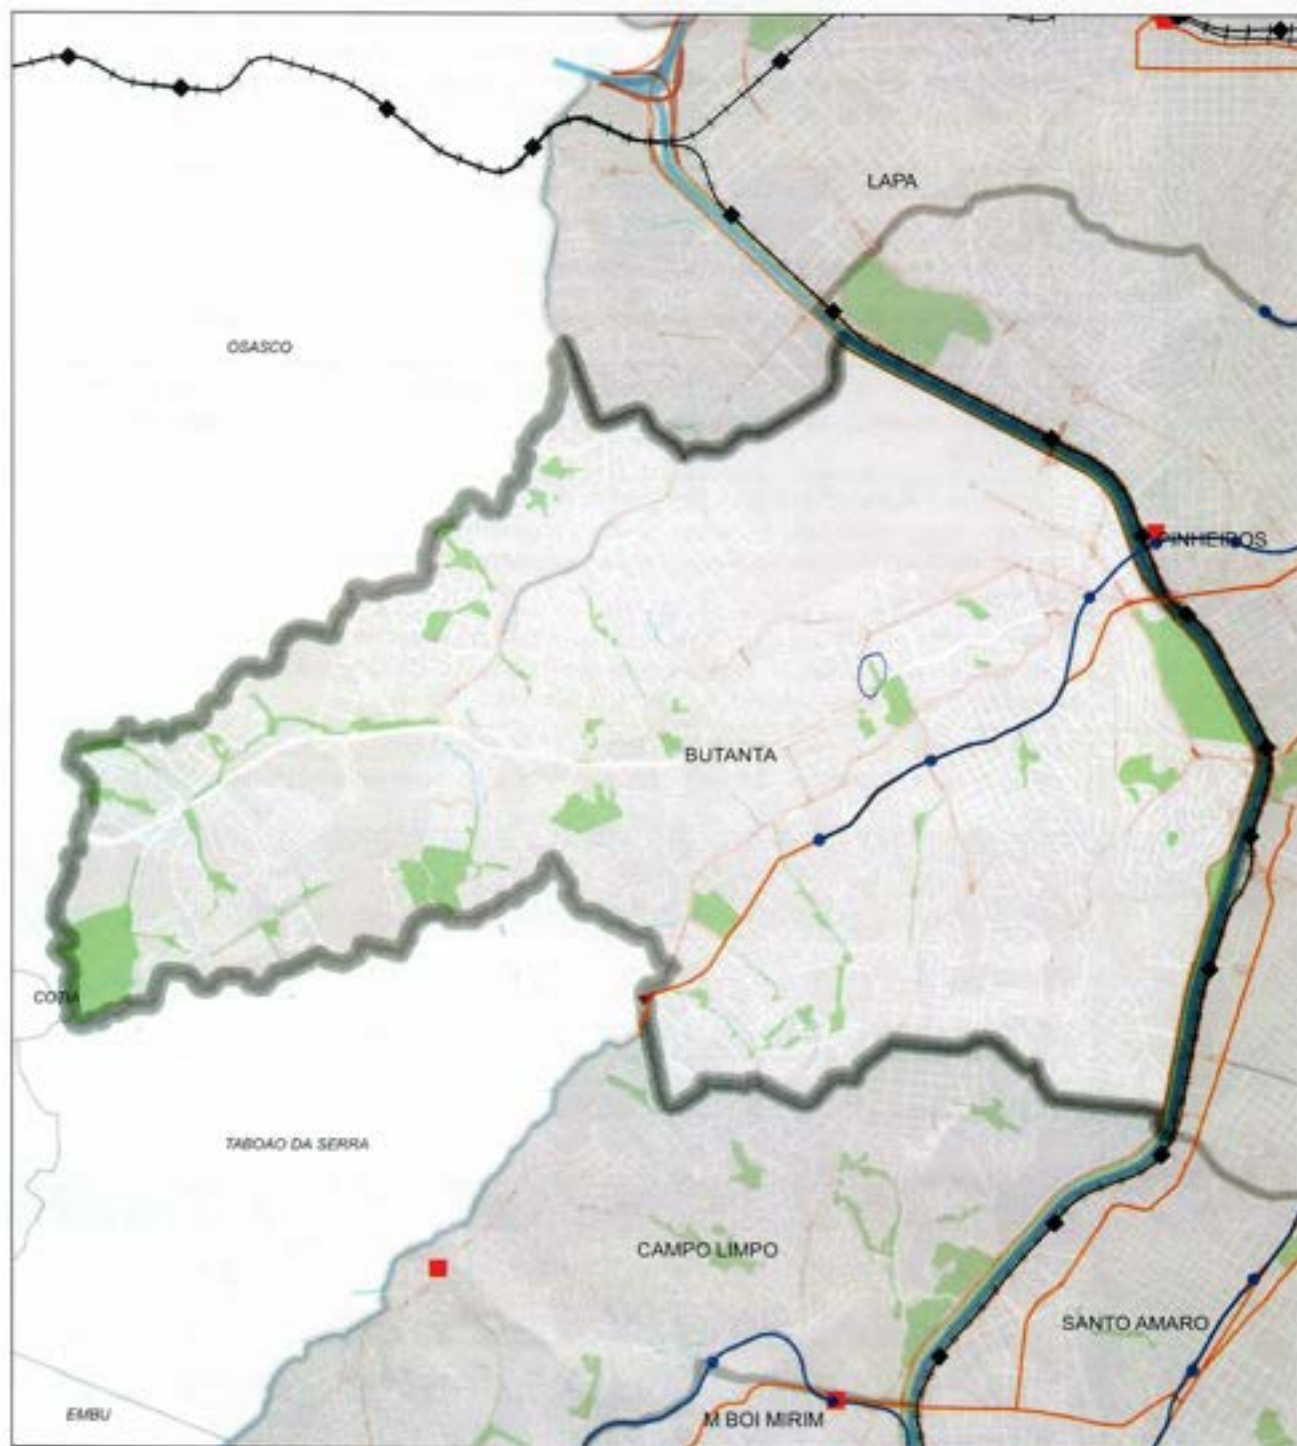 LAPA
OSASCO
PINHEIROS
BUTANTA
COTIA
TABOAO DA SERRA
CAMPO LIMPO
SANTO AMARO
EMBU
M BOI MIRIM